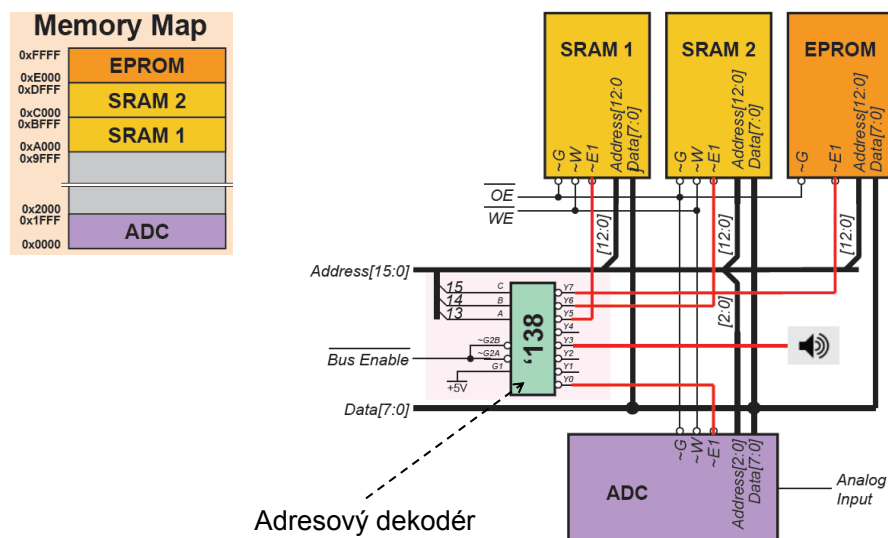 Memory Map
0xFFFF
EPROM
0xE000
0xDFFF
SRAM 2
0xC000
0xBFFF
SRAM 1
0xA000
0x9FFF
0x2000
0x1FFF
ADC
0x0000
SRAM 1
~G
~W
~E1
Address[12:0
Data[7:0]
SRAM 2
~G
~W
~E1
Address[12:0]
Data[7:0]
EPROM
~G
~E1
Address[12:0]
Data[7:0]
OE
WE
[12:0]
[12:0]
[12:0]
[2:0]
Address[15:0]
15
14
13
C
B
A
~G2B
~G2A
G1
'138
Y7
Y6
Y5
Y4
Y3
Y2
Y1
Y0
Bus Enable
+5V
Data[7:0]
Adresový dekodér
~G
~W
~E1
Address[2:0]
Data[7:0]
ADC
Analog
Input